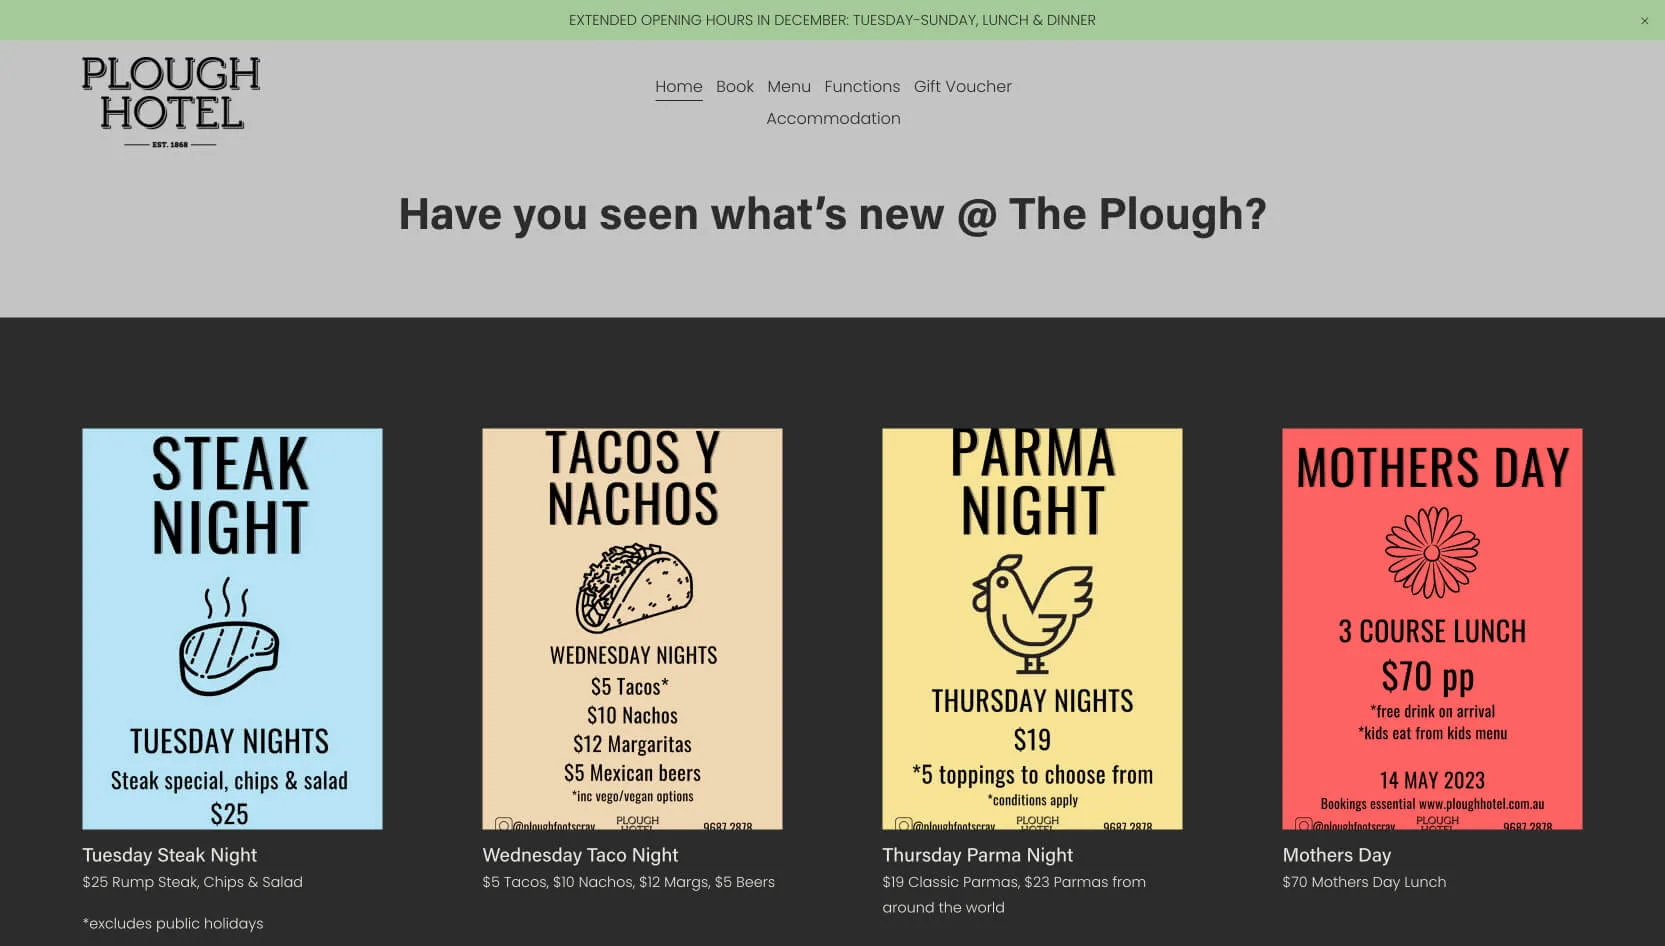 EXTENDED OPENING HOURS IN DECEMBER: TUESDAY-SUNDAY, LUNCH & DINNER
×
PLOUGH
HOTEL
EST. 1868
Home Book Menu Functions Gift Voucher
Accommodation
Have you seen what’s new @ The Plough?
STEAK
NIGHT
TUESDAY NIGHTS
Steak special, chips & salad
$25
Tuesday Steak Night
$25 Rump Steak, Chips & Salad
*excludes public holidays
TACOS Y
NACHOS
WEDNESDAY NIGHTS
$5 Tacos*
$10 Nachos
$12 Margaritas
$5 Mexican beers
*inc vego/vegan options
@ploughfootscray PLOUGH HOTEL 9687 2878
Wednesday Taco Night
$5 Tacos, $10 Nachos, $12 Margs, $5 Beers
PARMA
NIGHT
THURSDAY NIGHTS
$19
*5 toppings to choose from
*conditions apply
@ploughfootscray PLOUGH HOTEL 9687 2878
Thursday Parma Night
$19 Classic Parmas, $23 Parmas from
around the world
MOTHERS DAY
3 COURSE LUNCH
$70 pp
*free drink on arrival
*kids eat from kids menu
14 MAY 2023
Bookings essential www.ploughhotel.com.au
@ploughfootscray PLOUGH HOTEL 9687 2878
Mothers Day
$70 Mothers Day Lunch